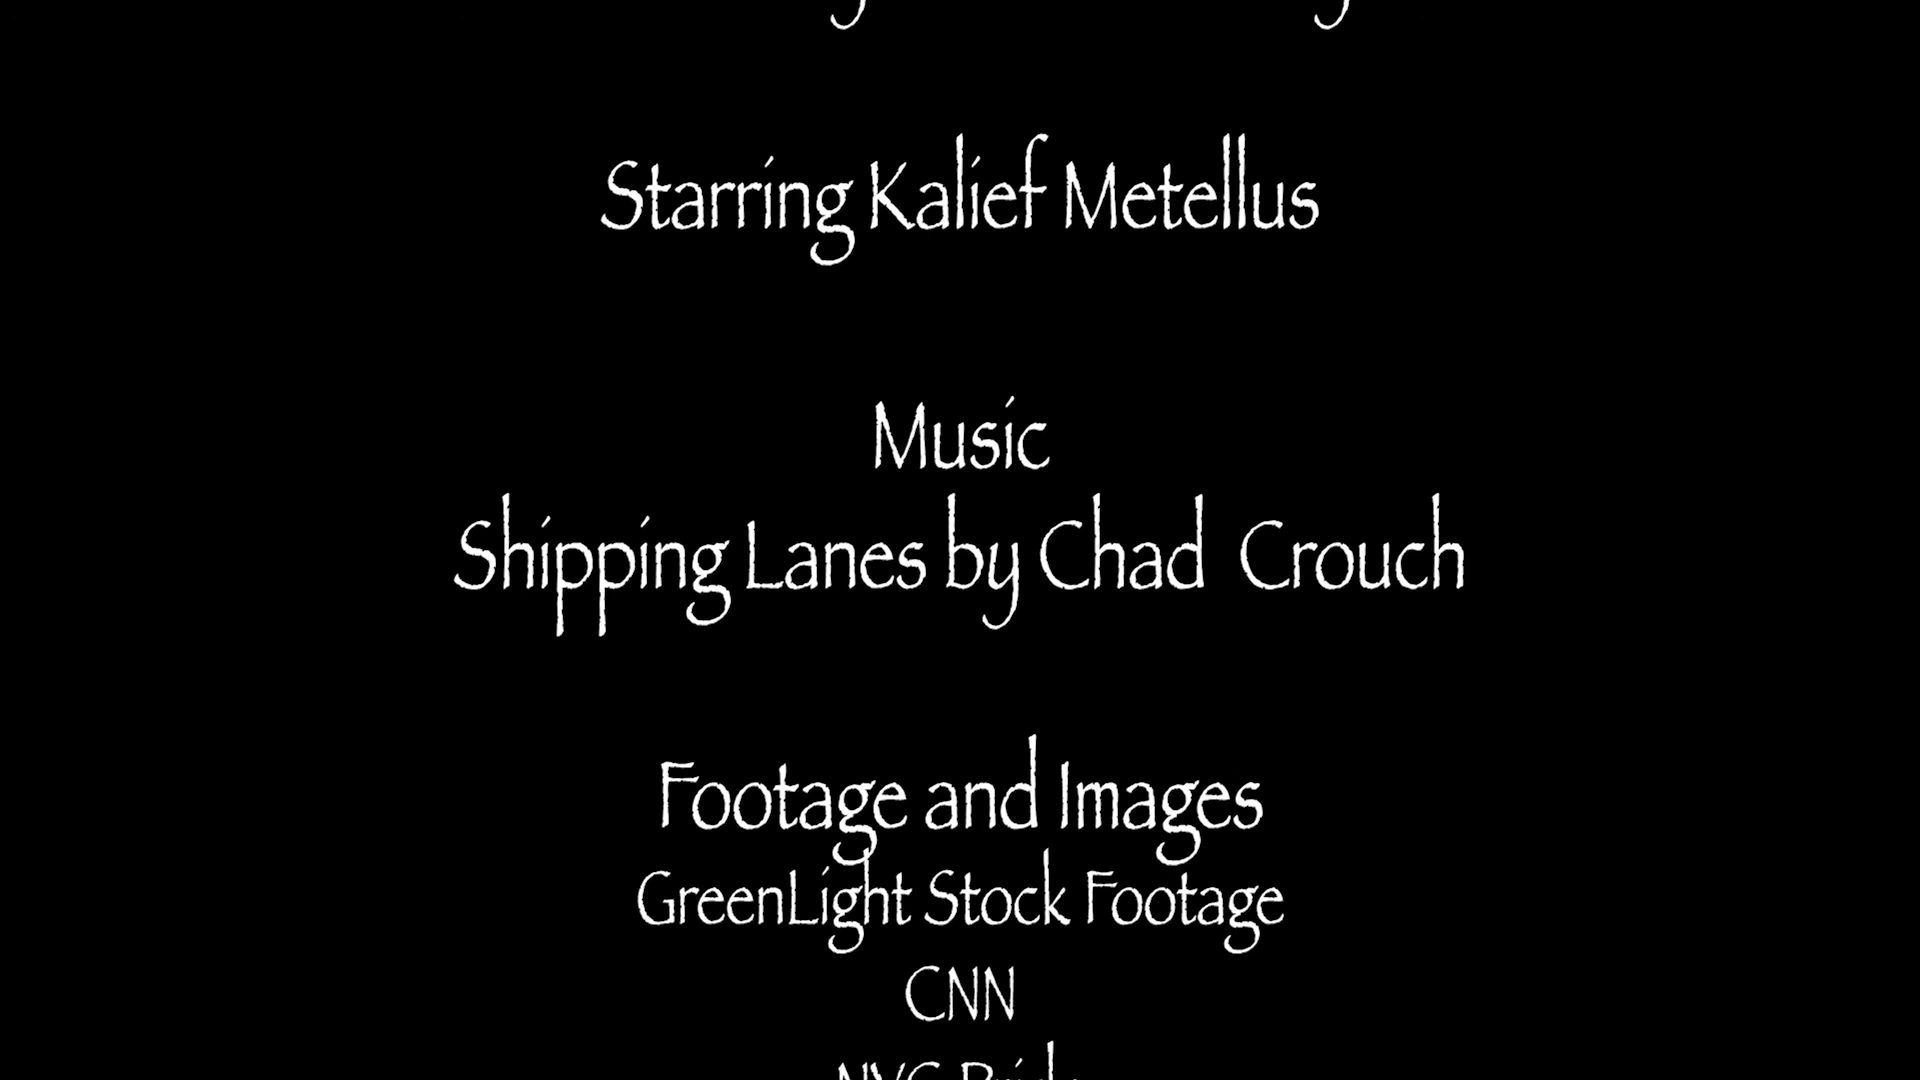 Starring Kalief Metellus
Music
Shipping Lanes by Chad  Crouch
Footage and Images
GreenLight Stock Footage
CNN